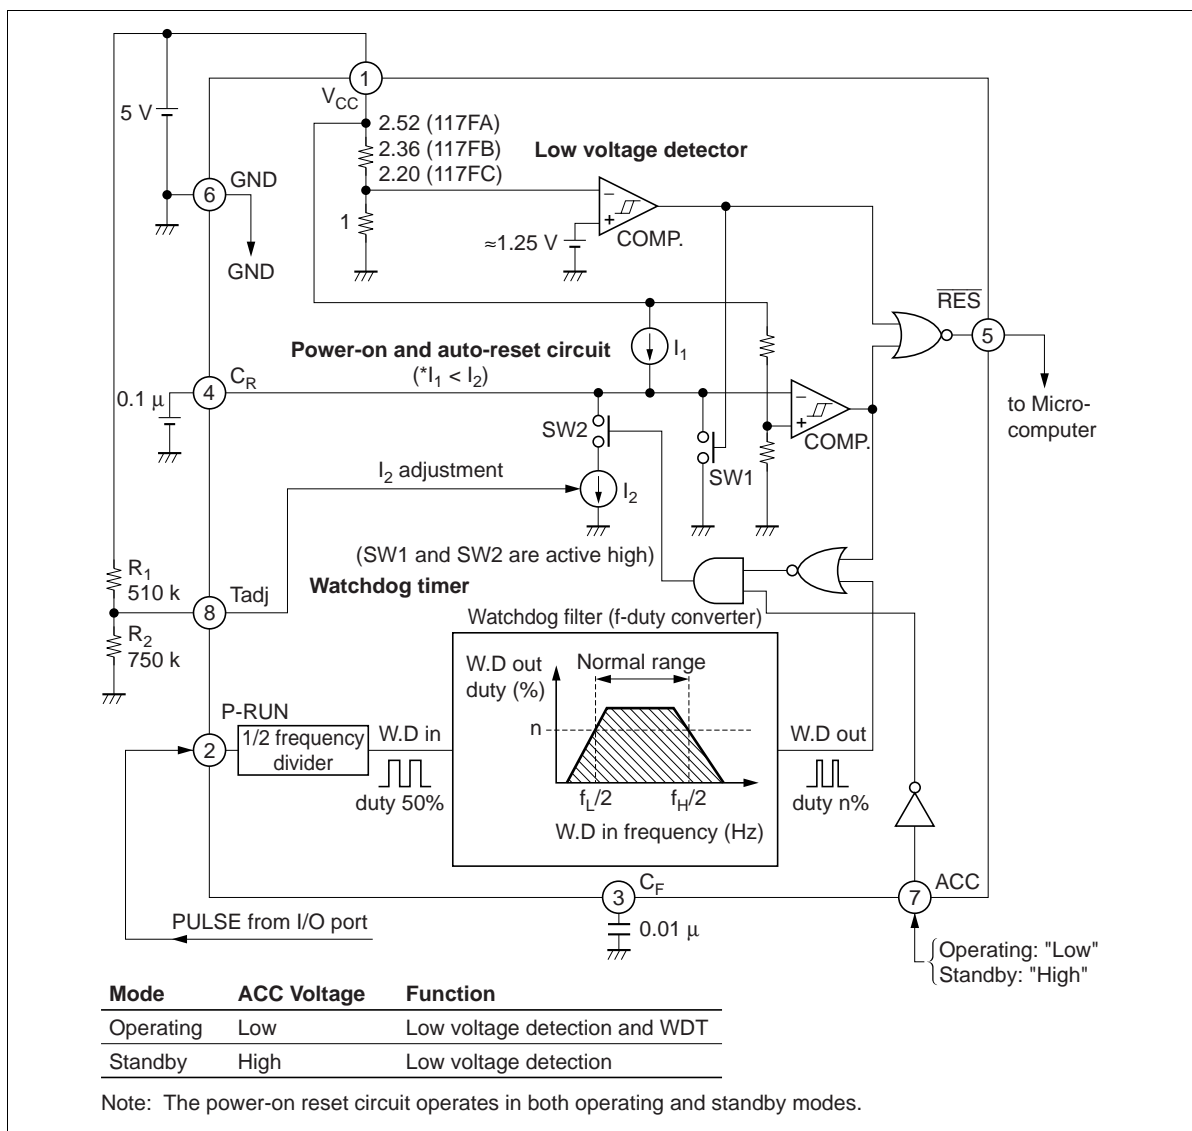 1
V_CC
5 V
2.52 (117FA)
2.36 (117FB)
2.20 (117FC)
Low voltage detector
6
GND
GND
1
−
+
≈1.25 V
COMP.
RES
5
to Micro-
computer
Power-on and auto-reset circuit
(*I1 < I2)
I1
4
C_R
0.1 μ
SW2
SW1
−
+
COMP.
I2 adjustment
I2
(SW1 and SW2 are active high)
R1
510 k
8
Tadj
Watchdog timer
R2
750 k
Watchdog filter (f-duty converter)
W.D out
duty (%)
Normal range
n
fL/2
fH/2
W.D in frequency (Hz)
P-RUN
2
1/2 frequency
divider
W.D in
duty 50%
W.D out
duty n%
3
C_F
0.01 μ
7
ACC
PULSE from I/O port
Operating: "Low"
Standby: "High"
Mode ACC Voltage Function
Operating Low Low voltage detection and WDT
Standby High Low voltage detection
Note: The power-on reset circuit operates in both operating and standby modes.